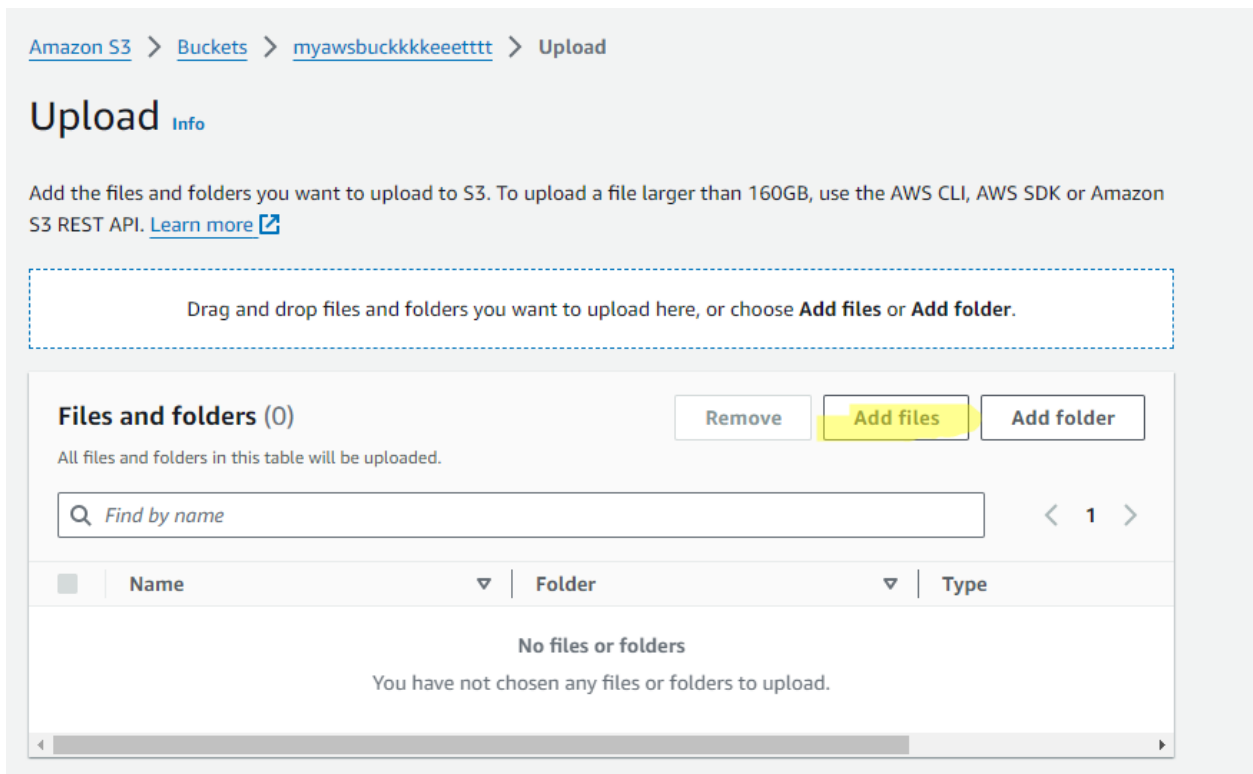 Amazon S3 > Buckets > myawsbuckkkkeeetttt > Upload
Upload Info
Add the files and folders you want to upload to S3. To upload a file larger than 160GB, use the AWS CLI, AWS SDK or Amazon
S3 REST API. Learn more
Drag and drop files and folders you want to upload here, or choose Add files or Add folder.
Files and folders (0)
Remove
Add files
Add folder
All files and folders in this table will be uploaded.
Find by name
1
Name
Folder
Type
No files or folders
You have not chosen any files or folders to upload.